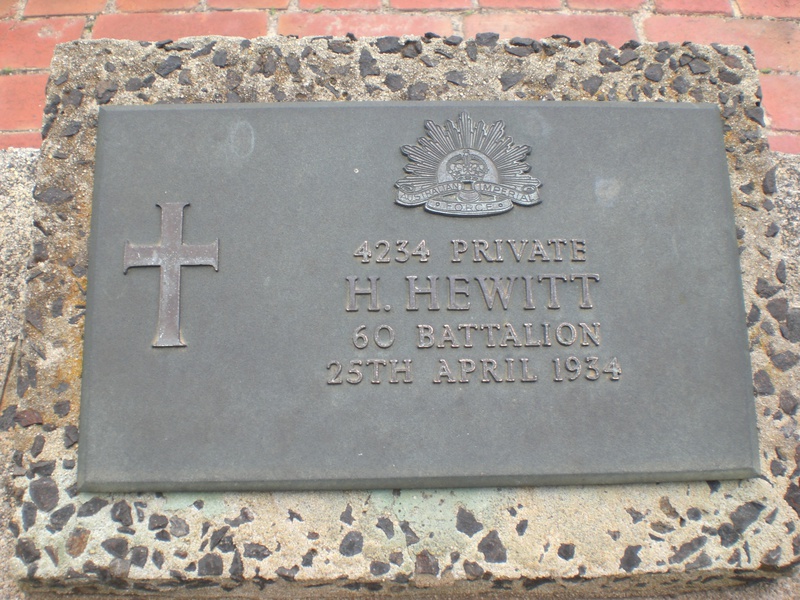 AUSTRALIAN IMPERIAL
FORCE
4234 PRIVATE
H. HEWITT
60 BATTALION
25TH APRIL 1934